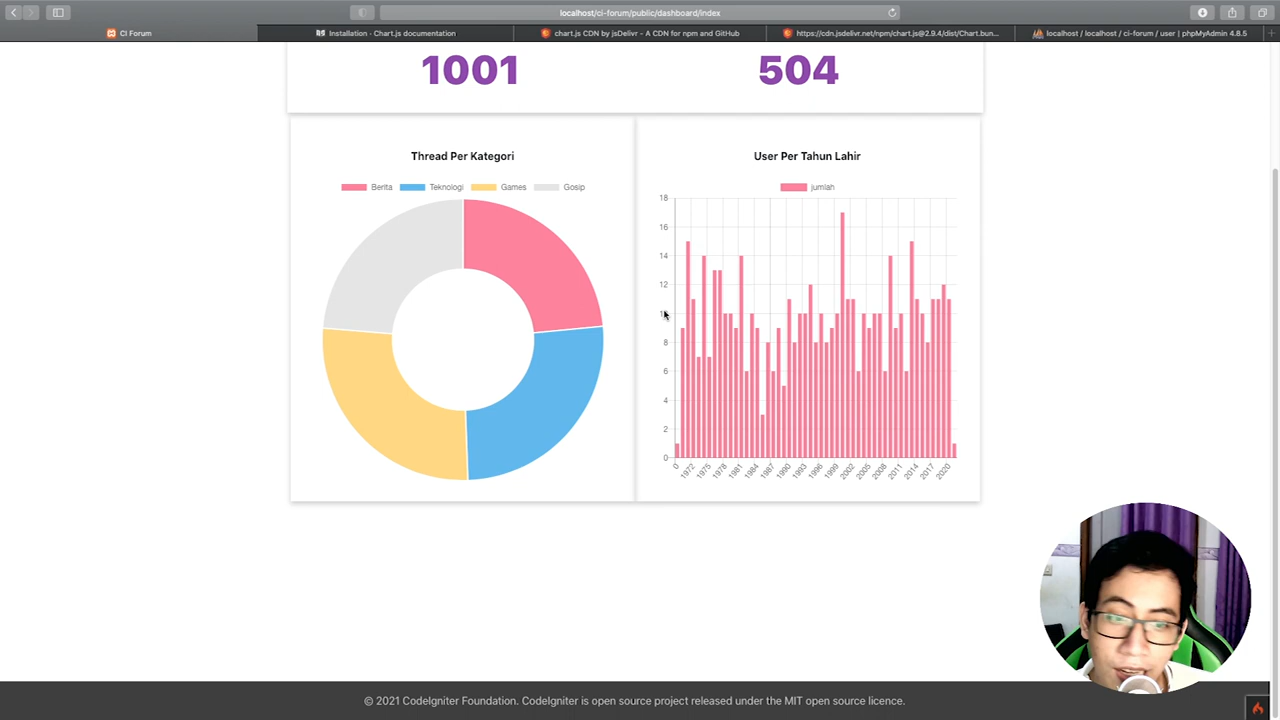 localhost/ci-forum/public/dashboard/index
CI Forum
Installation · Chart.js documentation
chart.js CDN by jsDelivr - A CDN for npm and GitHub
https://cdn.jsdelivr.net/npm/chart.js@2.9.4/dist/Chart.bun...
localhost / localhost / ci-forum / user | phpMyAdmin 4.8.5
1001
504
Thread Per Kategori
Berita Teknologi Games Gosip
User Per Tahun Lahir
jumlah
18
16
14
12
8
6
4
2
0
0 1972 1975 1978 1981 1984 1987 1990 1993 1996 1999 2002 2005 2008 2011 2014 2017 2020
© 2021 CodeIgniter Foundation. CodeIgniter is open source project released under the MIT open source licence.